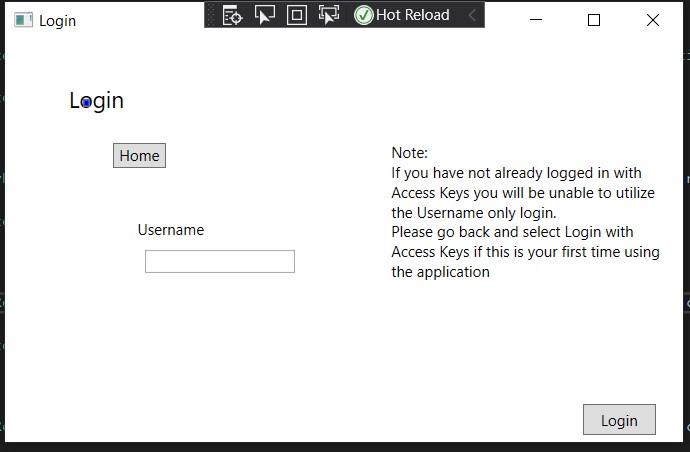 Login
Hot Reload
Login
Home
Note:
If you have not already logged in with
Access Keys you will be unable to utilize
the Username only login.
Please go back and select Login with
Access Keys if this is your first time using
the application
Username
Login